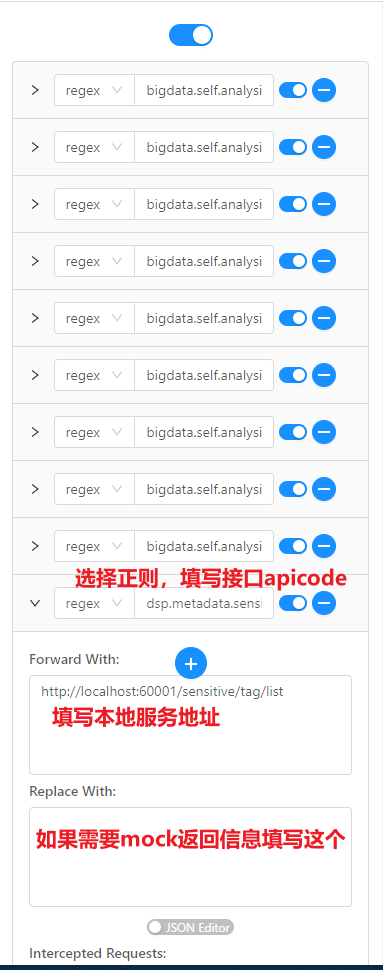 regex bigdata.self.analysi
regex bigdata.self.analysi
regex bigdata.self.analysi
regex bigdata.self.analysi
regex bigdata.self.analysi
regex bigdata.self.analysi
regex bigdata.self.analysi
regex bigdata.self.analysi
regex bigdata.self.analysi
选择正则，填写接口apicode
regex dsp.metadata.sensi
Forward With:
http://localhost:60001/sensitive/tag/list
填写本地服务地址
Replace With:
如果需要mock返回信息填写这个
JSON Editor
Intercepted Requests: